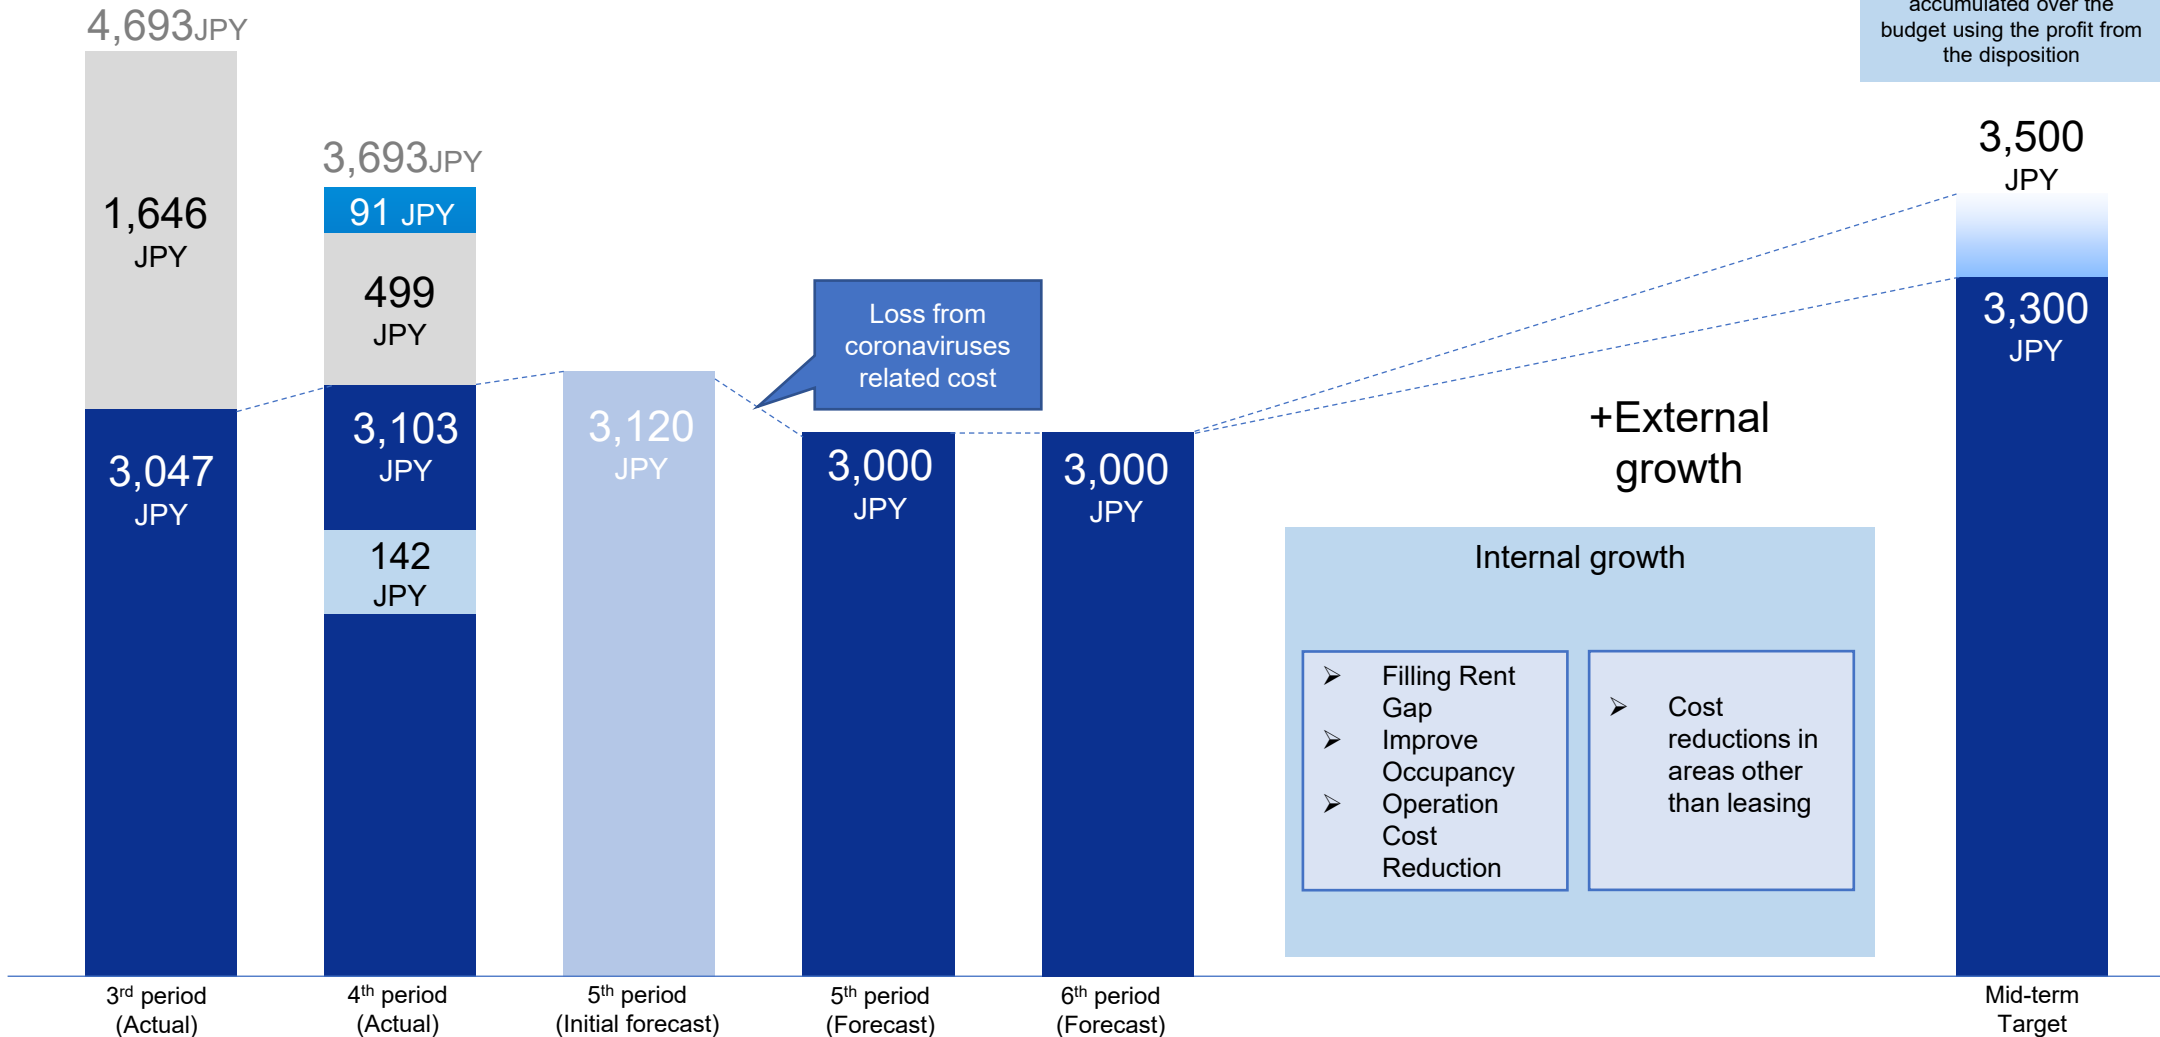 accumulated over the
budget using the profit from
the disposition
4,693JPY
1,646
JPY
3,047
JPY
3,693JPY
91 JPY
499
JPY
3,103
JPY
142
JPY
3,120
JPY
Loss from
coronaviruses
related cost
3,000
JPY
3,000
JPY
+External
growth
Internal growth
➢ Filling Rent
Gap
➢ Improve
Occupancy
➢ Operation
Cost
Reduction
➢ Cost
reductions in
areas other
than leasing
3,500
JPY
3,300
JPY
3rd period
(Actual)
4th period
(Actual)
5th period
(Initial forecast)
5th period
(Forecast)
6th period
(Forecast)
Mid-term
Target